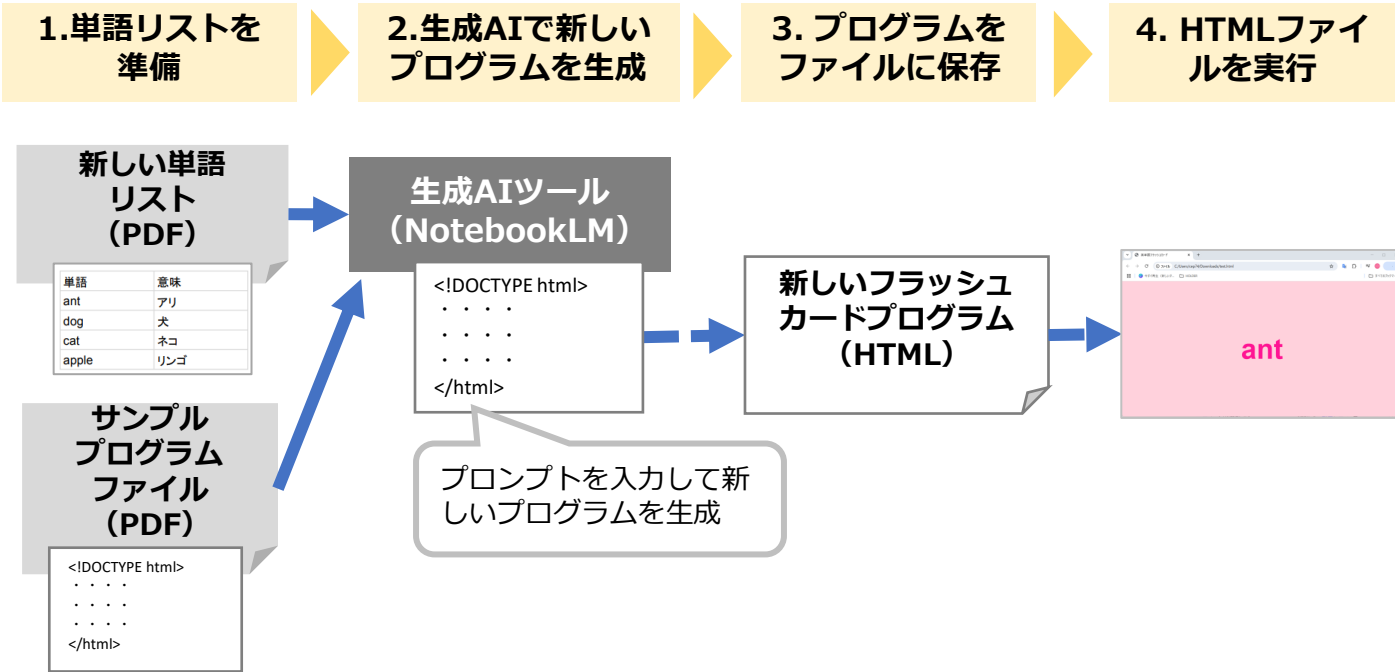 1.単語リストを
準備
2.生成AIで新しい
プログラムを生成
3. プログラムを
ファイルに保存
4. HTMLファイ
ルを実行
新しい単語
リスト
（PDF）
単語 意味
ant アリ
dog 犬
cat ネコ
apple リンゴ
サンプル
プログラム
ファイル
（PDF）
<!DOCTYPE html>
・・・・
・・・・
・・・・
</html>
生成AIツール
（NotebookLM）
<!DOCTYPE html>
・・・・
・・・・
・・・・
</html>
プロンプトを入力して新
しいプログラムを生成
新しいフラッシュ
カードプログラム
（HTML）
ant